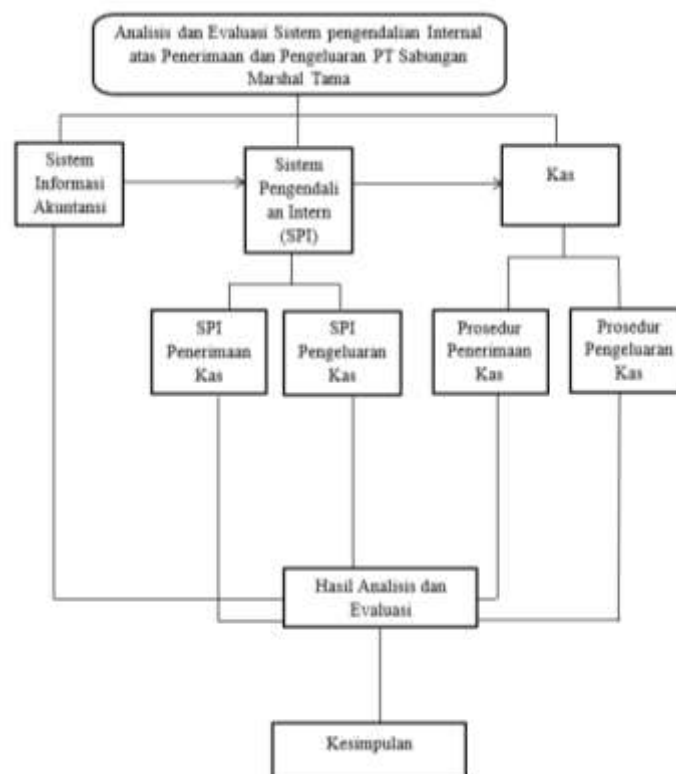 Analisis dan Evaluasi Sistem pengendalian Internal
atas Penerimaan dan Pengeluaran PT Sabungan
Marshal Tama
Sistem
Informasi
Akuntansi
Sistem
Pengendali
an Intern
(SPI)
Kas
SPI
Penerimaan
Kas
SPI
Pengeluaran
Kas
Prosedur
Penerimaan
Kas
Prosedur
Pengeluaran
Kas
Hasil Analisis dan
Evaluasi
Kesimpulan